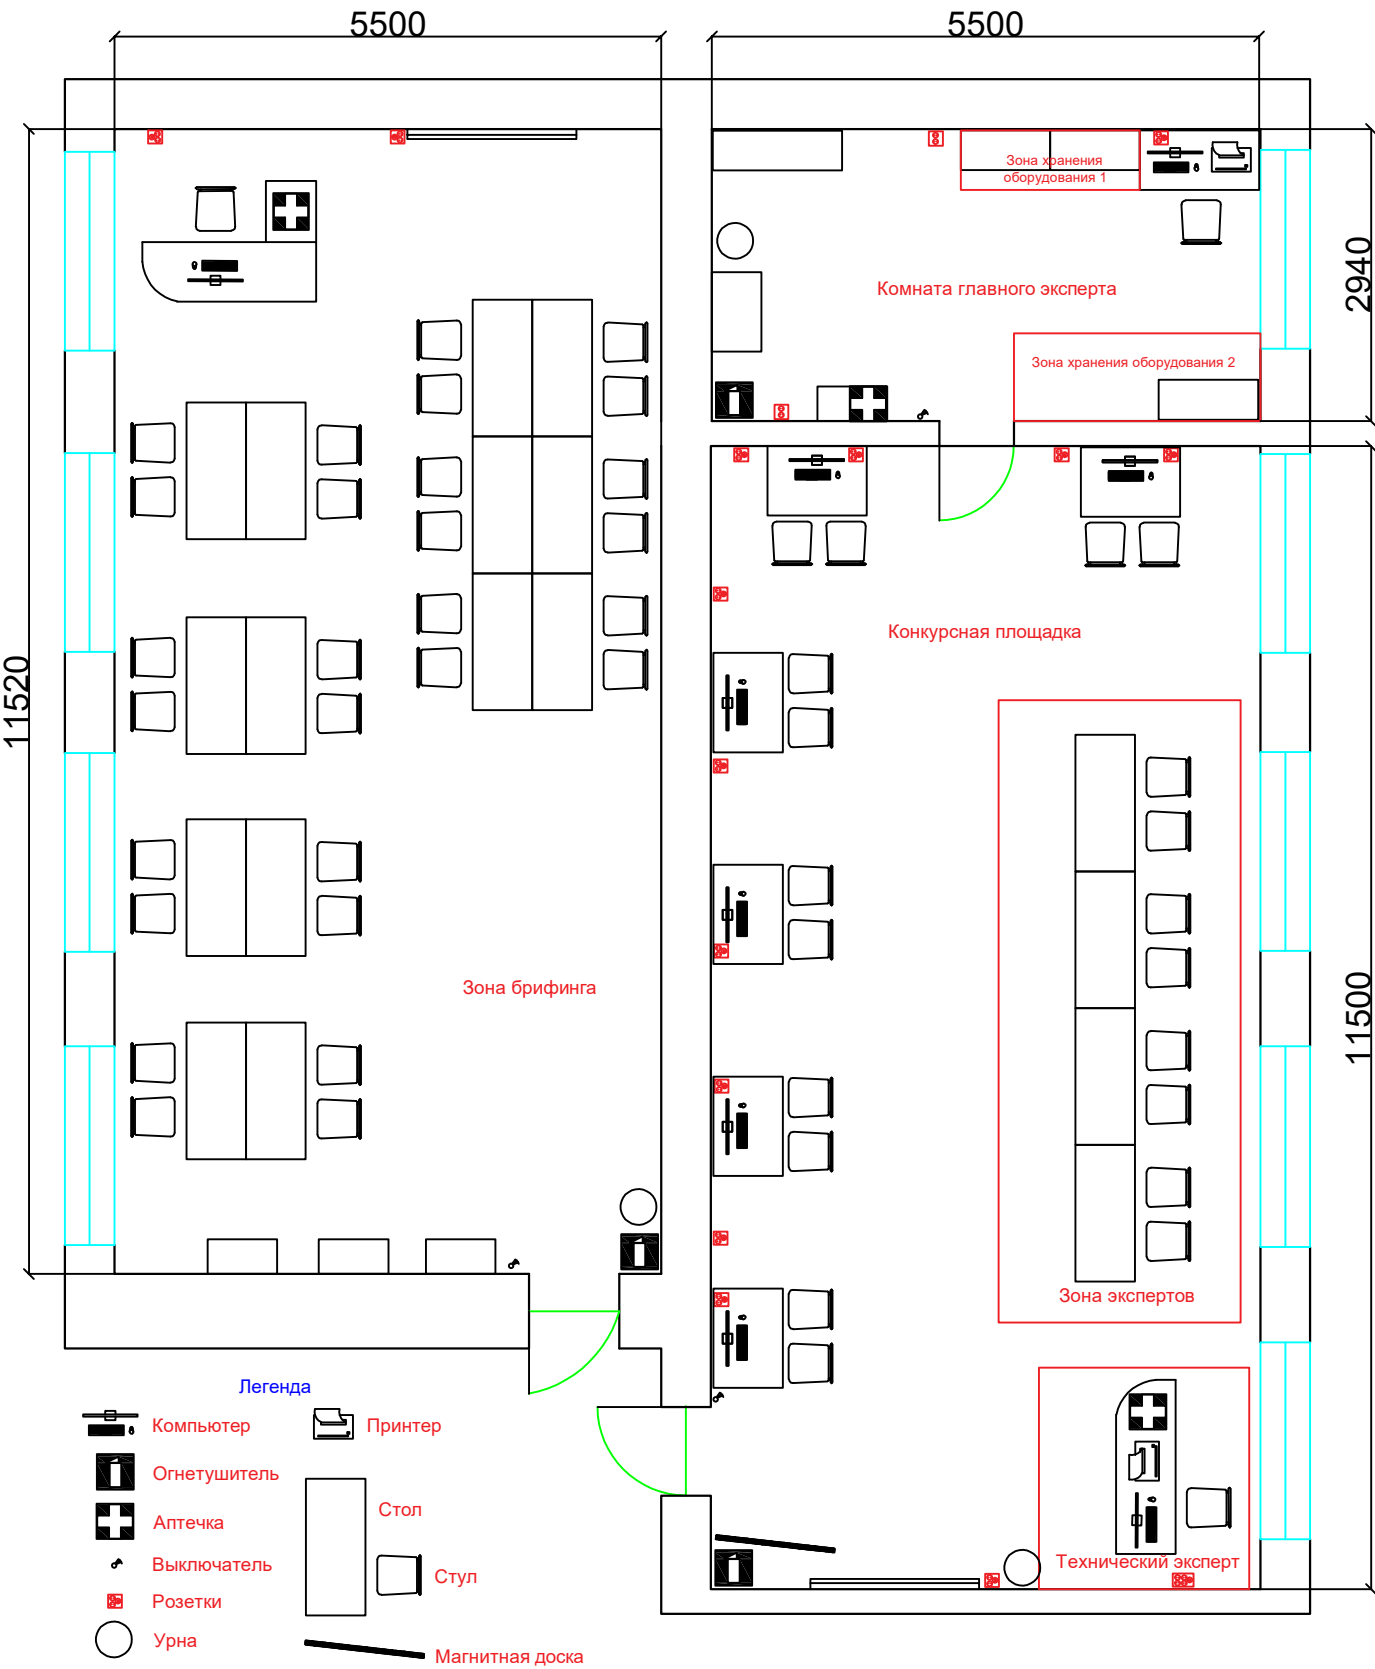 5500
5500
Зона хранения
оборудования 1
2940
Комната главного эксперта
Зона хранения оборудования 2
Конкурсная площадка
11520
Зона брифинга
11500
Зона экспертов
Легенда
Компьютер
Принтер
Огнетушитель
Стол
Аптечка
Выключатель
Технический эксперт
Стул
Розетки
Урна
Магнитная доска